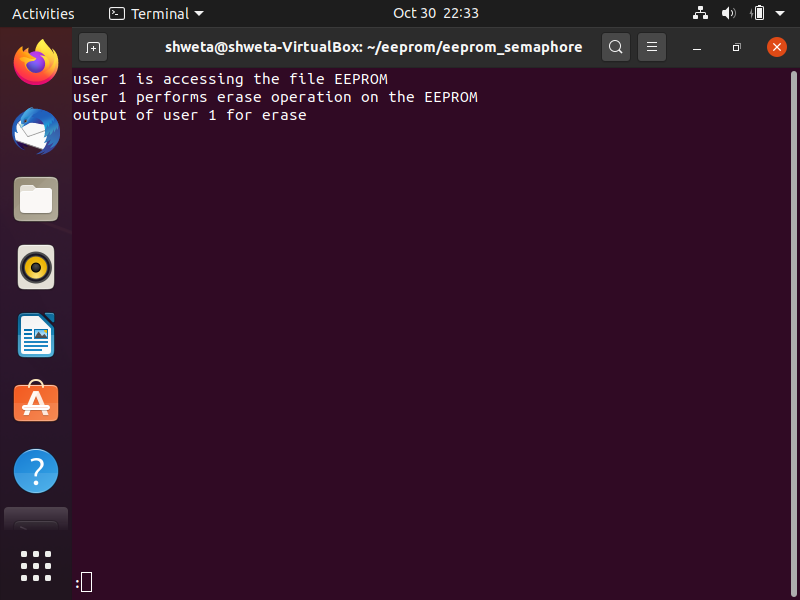 Activities Terminal Oct 30 22:33
shweta@shweta-VirtualBox: ~/eeprom/eeprom_semaphore
user 1 is accessing the file EEPROM
user 1 performs erase operation on the EEPROM
output of user 1 for erase
: